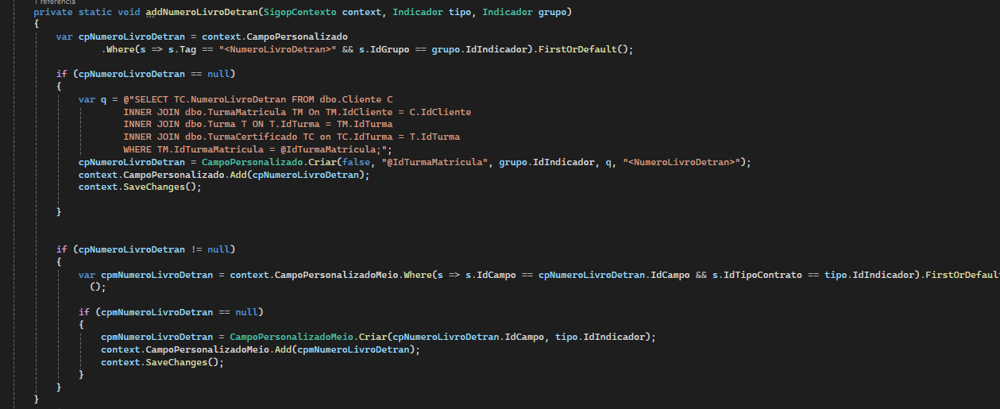 1 referência
private static void addNumeroLivroDetran(SigopContexto context, Indicador tipo, Indicador grupo)
{
var cpNumeroLivroDetran = context.CampoPersonalizado
.Where(s => s.Tag == "<NumeroLivroDetran>" && s.IdGrupo == grupo.IdIndicador).FirstOrDefault();
if (cpNumeroLivroDetran == null)
{
var q = @"SELECT TC.NumeroLivroDetran FROM dbo.Cliente C
INNER JOIN dbo.TurmaMatricula TM On TM.IdCliente = C.IdCliente
INNER JOIN dbo.Turma T ON T.IdTurma = TM.IdTurma
INNER JOIN dbo.TurmaCertificado TC on TC.IdTurma = T.IdTurma
WHERE TM.IdTurmaMatricula = @IdTurmaMatricula;";
cpNumeroLivroDetran = CampoPersonalizado.Criar(false, "@IdTurmaMatricula", grupo.IdIndicador, q, "<NumeroLivroDetran>");
context.CampoPersonalizado.Add(cpNumeroLivroDetran);
context.SaveChanges();
}
if (cpNumeroLivroDetran != null)
{
var cpmNumeroLivroDetran = context.CampoPersonalizadoMeio.Where(s => s.IdCampo == cpNumeroLivroDetran.IdCampo && s.IdTipoContrato == tipo.IdIndicador).FirstOrDefaul
();
if (cpmNumeroLivroDetran == null)
{
cpmNumeroLivroDetran = CampoPersonalizadoMeio.Criar(cpNumeroLivroDetran.IdCampo, tipo.IdIndicador);
context.CampoPersonalizadoMeio.Add(cpmNumeroLivroDetran);
context.SaveChanges();
}
}
}